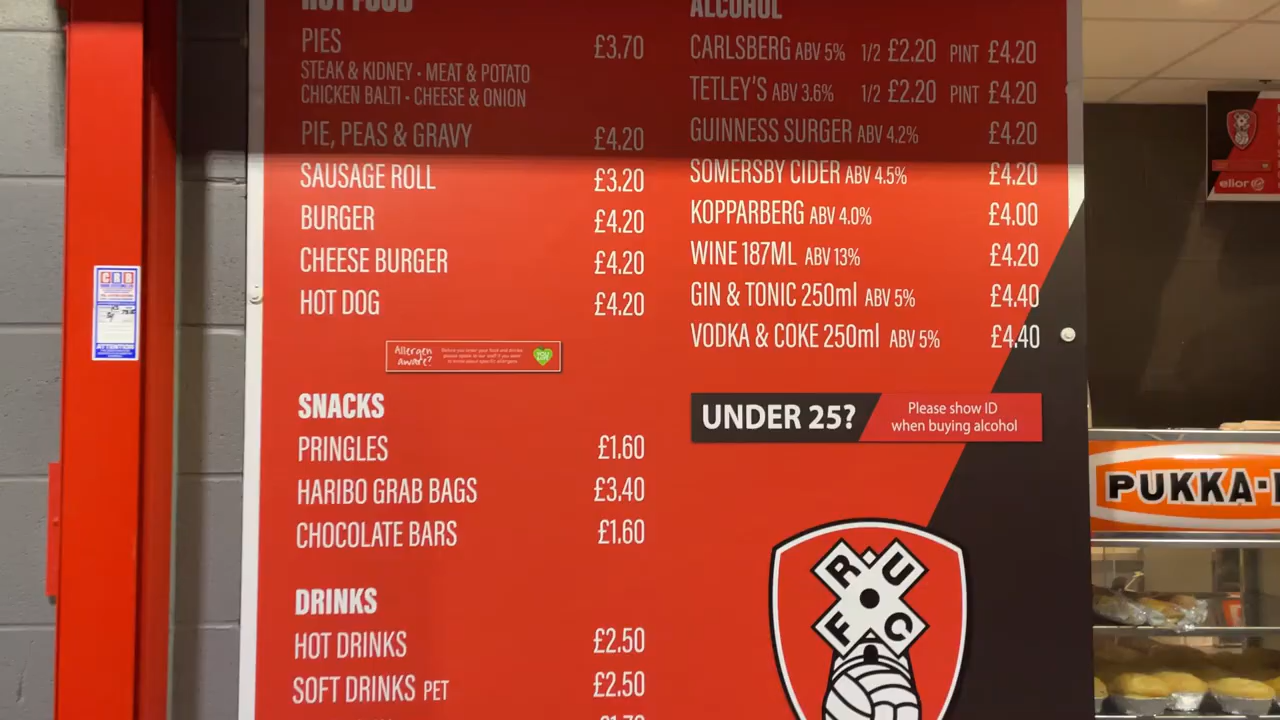 HOT FOOD
PIES £3.70
STEAK & KIDNEY • MEAT & POTATO
CHICKEN BALTI • CHEESE & ONION
PIE, PEAS & GRAVY £4.20
SAUSAGE ROLL £3.20
BURGER £4.20
CHEESE BURGER £4.20
HOT DOG £4.20
Allergen
aware?
SNACKS
PRINGLES £1.60
HARIBO GRAB BAGS £3.40
CHOCOLATE BARS £1.60
DRINKS
HOT DRINKS £2.50
SOFT DRINKS PET £2.50
ALCOHOL
CARLSBERG ABV 5% 1/2 £2.20 PINT £4.20
TETLEY'S ABV 3.6% 1/2 £2.20 PINT £4.20
GUINNESS SURGER ABV 4.2% £4.20
SOMERSBY CIDER ABV 4.5% £4.20
KOPPARBERG ABV 4.0% £4.00
WINE 187ML ABV 13% £4.20
GIN & TONIC 250ml ABV 5% £4.40
VODKA & COKE 250ml ABV 5% £4.40
UNDER 25?
Please show ID
when buying alcohol
R U
F C
elior
PUKKA-